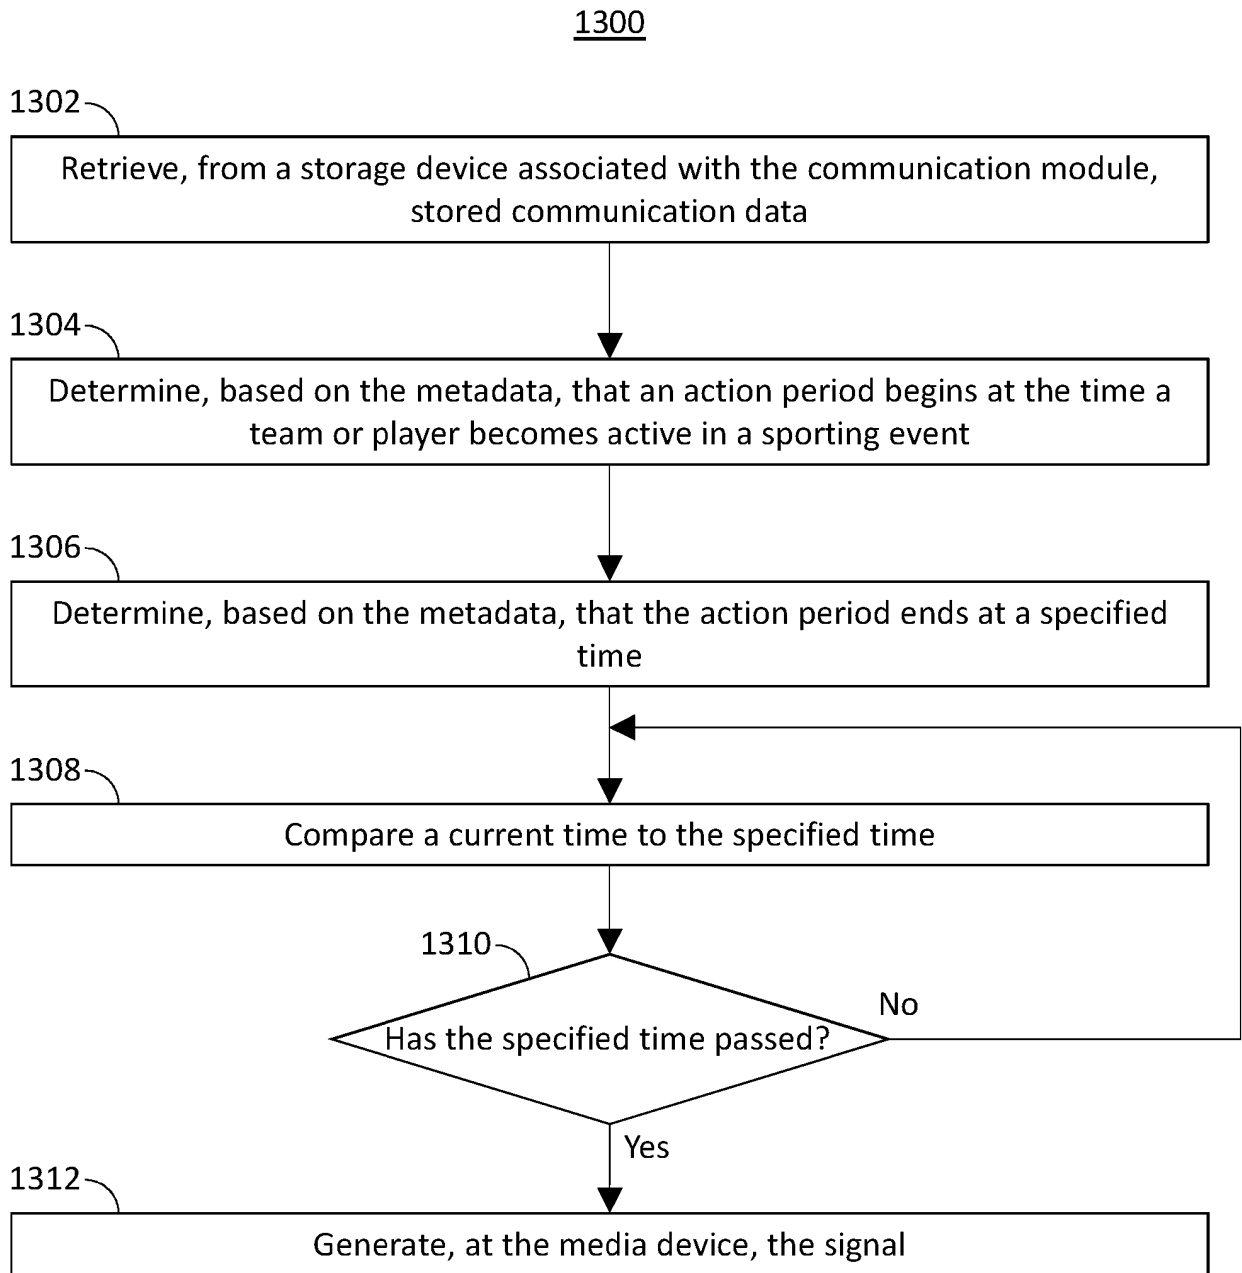 1300
1302
Retrieve, from a storage device associated with the communication module,
stored communication data
1304
Determine, based on the metadata, that an action period begins at the time a
team or player becomes active in a sporting event
1306
Determine, based on the metadata, that the action period ends at a specified
time
1308
Compare a current time to the specified time
1310
Has the specified time passed?
No
Yes
1312
Generate, at the media device, the signal